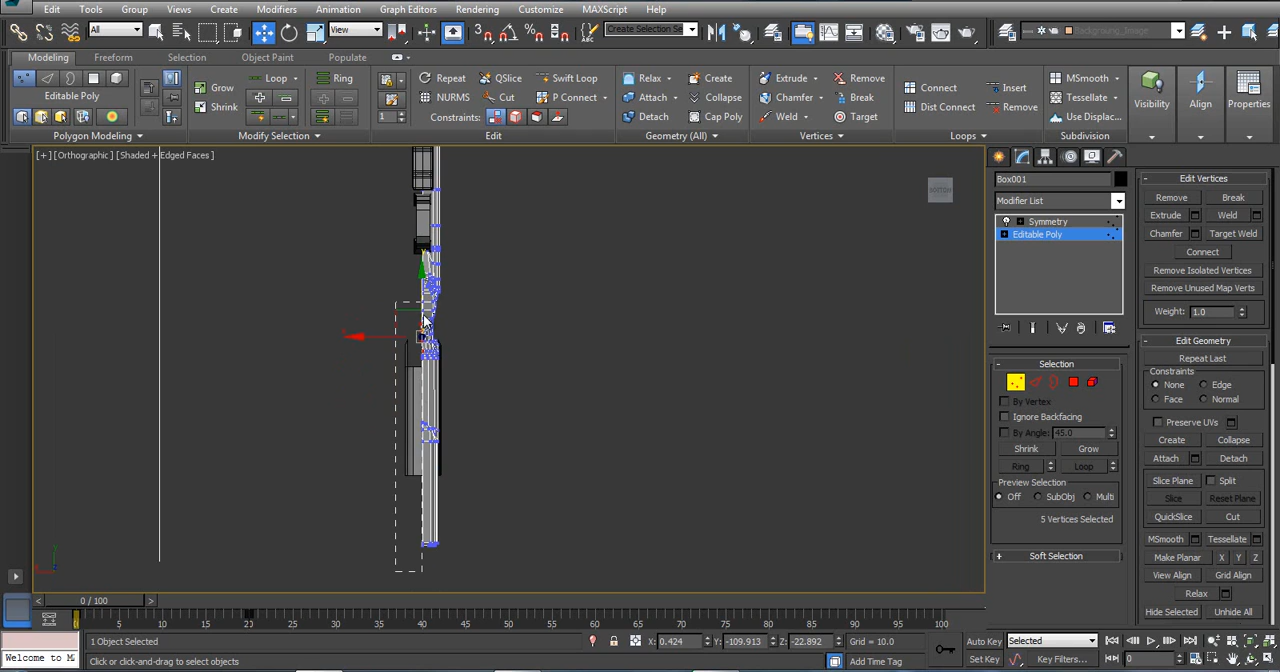 Edit Tools Group Views Create Modifiers Animation Graph Editors Rendering Customize MAXScript Help
All View Create Selection Se
Modeling Freeform Selection Object Paint Populate
Editable Poly
Grow Shrink Loop Ring
Repeat QSlice Swift Loop
NURMS Cut P Connect
Constraints:
1
Relax Create
Attach Collapse
Detach Cap Poly
Extrude Remove
Chamfer Break
Weld Target
Connect Insert
Dist Connect Remove
MSmooth
Tessellate
Use Displac...
Visibility Align Properties
Polygon Modeling Modify Selection Edit Geometry (All) Vertices Loops Subdivision
[+] [Orthographic] [Shaded + Edged Faces]
Box001
Modifier List
Symmetry
Editable Poly
Selection
By Vertex
Ignore Backfacing
By Angle: 45.0
Shrink Grow
Ring Loop
Preview Selection
Off SubObj Multi
5 Vertices Selected
Soft Selection
Edit Vertices
Remove Break
Extrude Weld
Chamfer Target Weld
Connect
Remove Isolated Vertices
Remove Unused Map Verts
Weight: 1.0
Edit Geometry
Repeat Last
Constraints
None Edge
Face Normal
Preserve UVs
Create Collapse
Attach Detach
Slice Plane Split
Slice Reset Plane
QuickSlice Cut
MSmooth Tessellate
Make Planar X Y Z
View Align Grid Align
Relax
Hide Selected Unhide All
< 0 / 100 >
5 10 15 20 25 30 35 40 45 50 55 60 65 70 75 80 85 90 95 100
1 Object Selected X: 0.424 Y: -109.913 Z: -22.892 Grid = 10.0 Auto Key Selected
Welcome to M Click or click-and-drag to select objects Add Time Tag Set Key Key Filters... 0